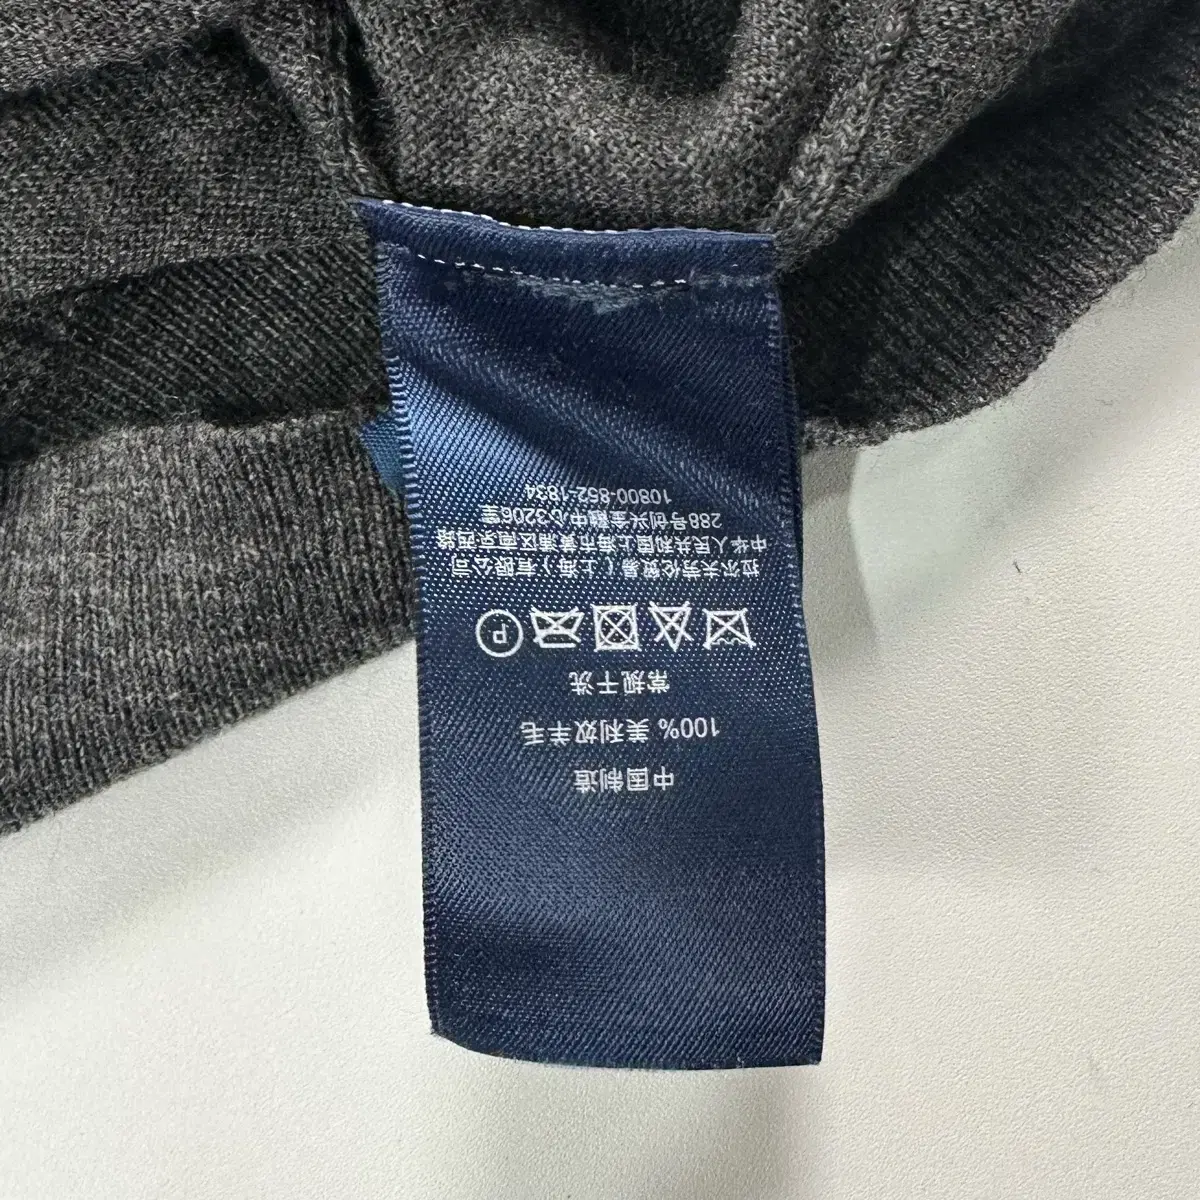 中国制造
100% 美利奴羊毛
常规干洗
P
拉尔夫劳伦贸易（上海）有限公司
中华人民共和国上海市黄浦区南京西路
288号创兴金融中心3206室
10800-852-1834